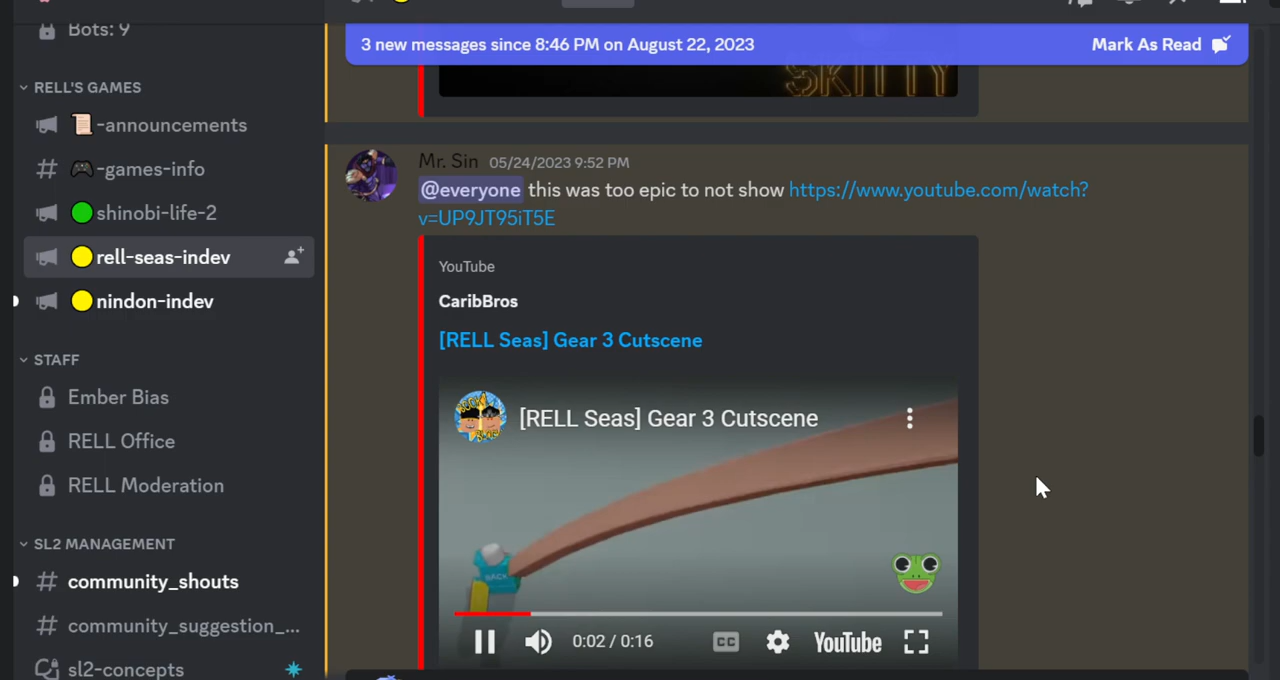 Bots: 9
RELL'S GAMES
-announcements
-games-info
shinobi-life-2
rell-seas-indev
nindon-indev
STAFF
Ember Bias
RELL Office
RELL Moderation
SL2 MANAGEMENT
community_shouts
community_suggestion_...
sl2-concepts
3 new messages since 8:46 PM on August 22, 2023
Mark As Read
SKITTY
Mr. Sin 05/24/2023 9:52 PM
@everyone this was too epic to not show https://www.youtube.com/watch?
v=UP9JT95iT5E
YouTube
CaribBros
[RELL Seas] Gear 3 Cutscene
[RELL Seas] Gear 3 Cutscene
BACK
0:02 / 0:16
CC
YouTube